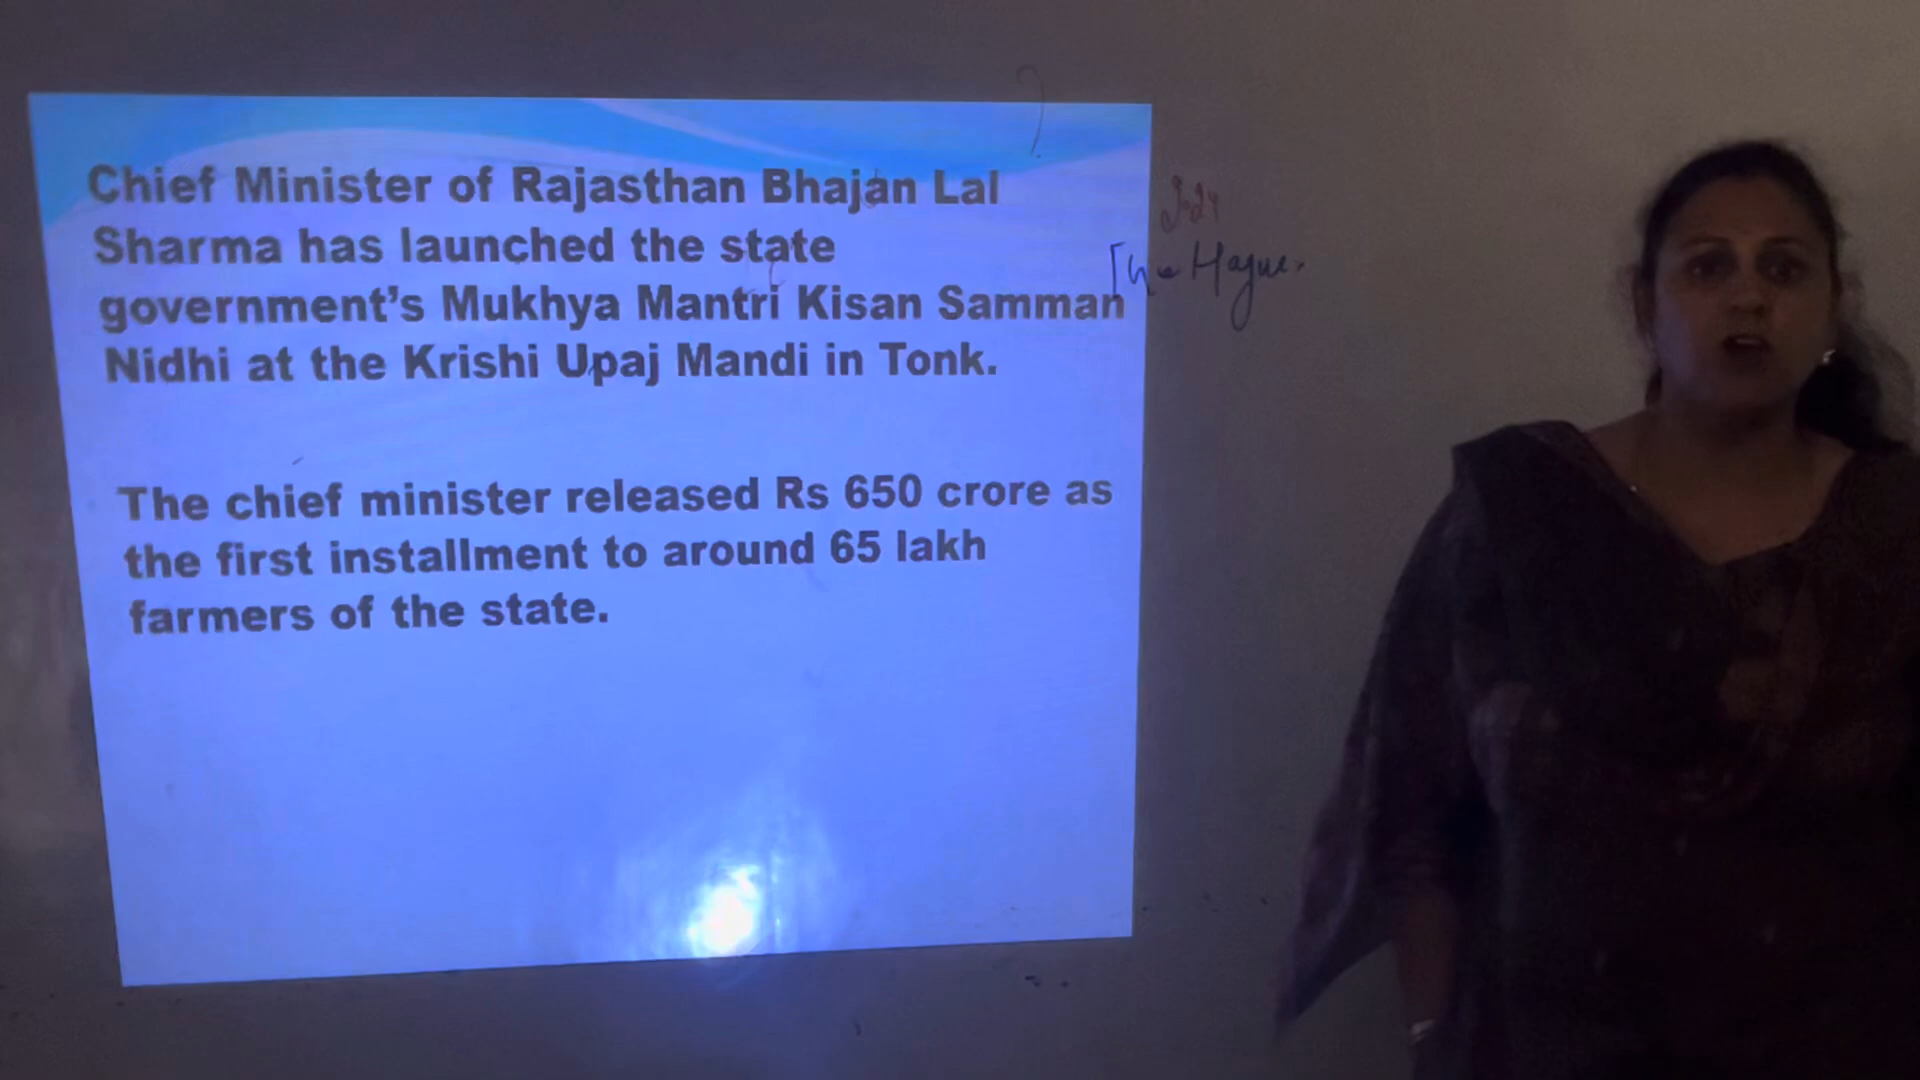 Chief Minister of Rajasthan Bhajan Lal
Sharma has launched the state
government’s Mukhya Mantri Kisan Samman
Nidhi at the Krishi Upaj Mandi in Tonk.
The chief minister released Rs 650 crore as
the first installment to around 65 lakh
farmers of the state.
The Hague.